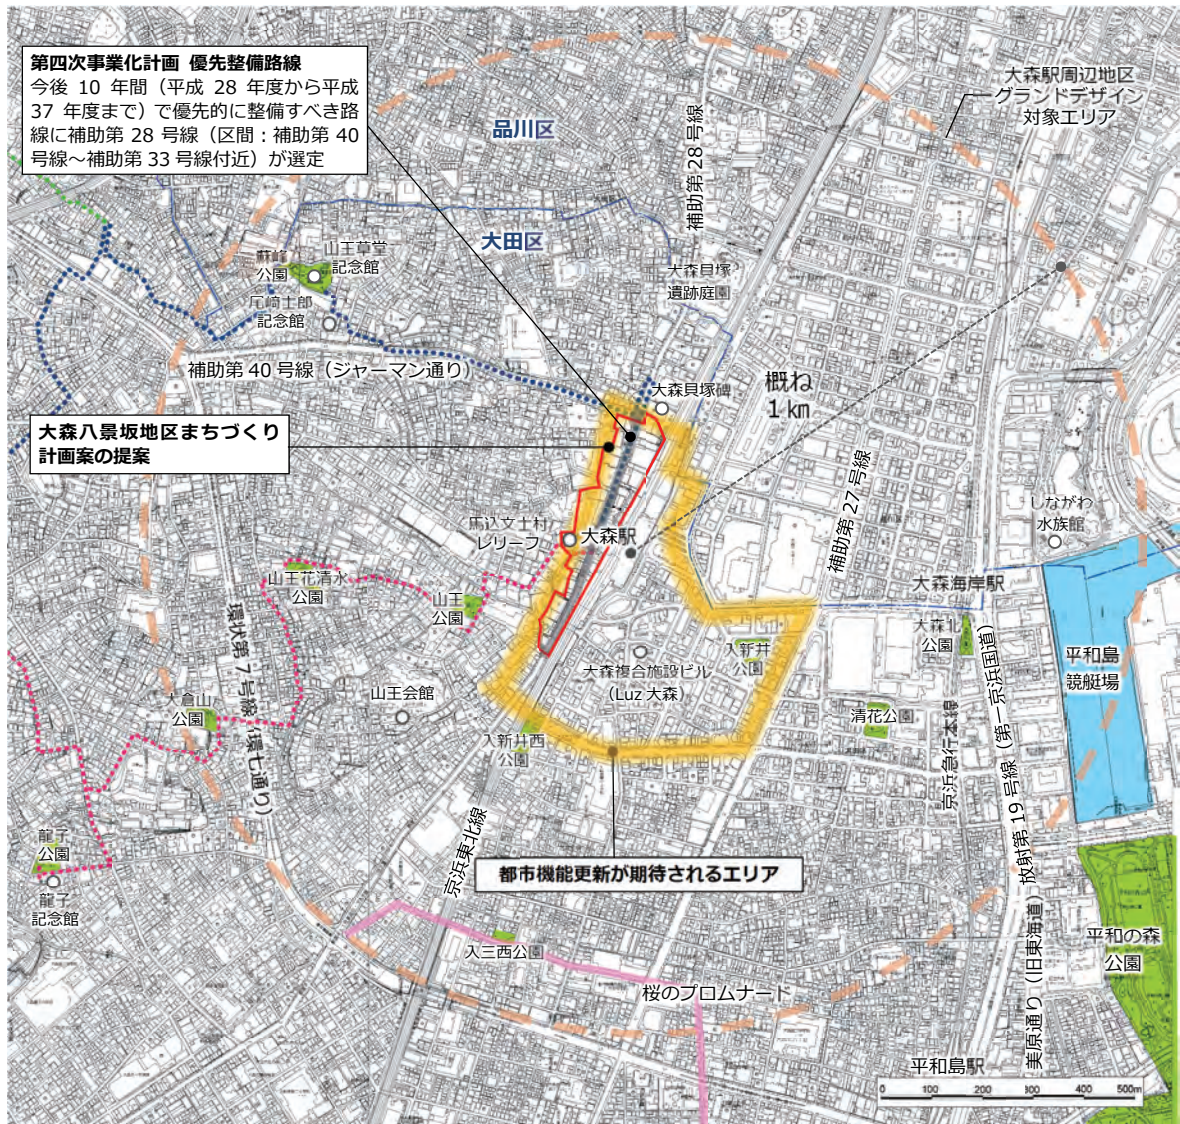 第四次事業化計画 優先整備路線
今後 10 年間（平成 28 年度から平成
37 年度まで）で優先的に整備すべき路
線に補助第 28 号線（区間：補助第 40
号線～補助第 33 号線付近）が選定
大森駅周辺地区
グランドデザイン
対象エリア
品川区
補助第 28 号線
大田区
蘇峰
公園
山王草堂
記念館
大森貝塚
遺跡庭園
尾﨑士郎
記念館
補助第 40 号線（ジャーマン通り）
大森貝塚碑
概ね
1 km
大森八景坂地区まちづくり
計画案の提案
補助第 27 号線
しながわ
水族館
馬込文士村
レリーフ
大森駅
山王花清水
公園
山王
公園
大森海岸駅
大森北
公園
環状第 7 号線（環七通り）
入新井
公園
大森複合施設ビル
（Luz 大森）
平和島
競艇場
山王会館
大倉山
公園
清花公園
入新井西
公園
京浜急行本線
放射第 19 号線（第一京浜国道）
京浜東北線
都市機能更新が期待されるエリア
龍子
公園
龍子
記念館
入三西公園
平和の森
公園
桜のプロムナード
美原通り（旧東海道）
平和島駅
0 100 200 300 400 500m